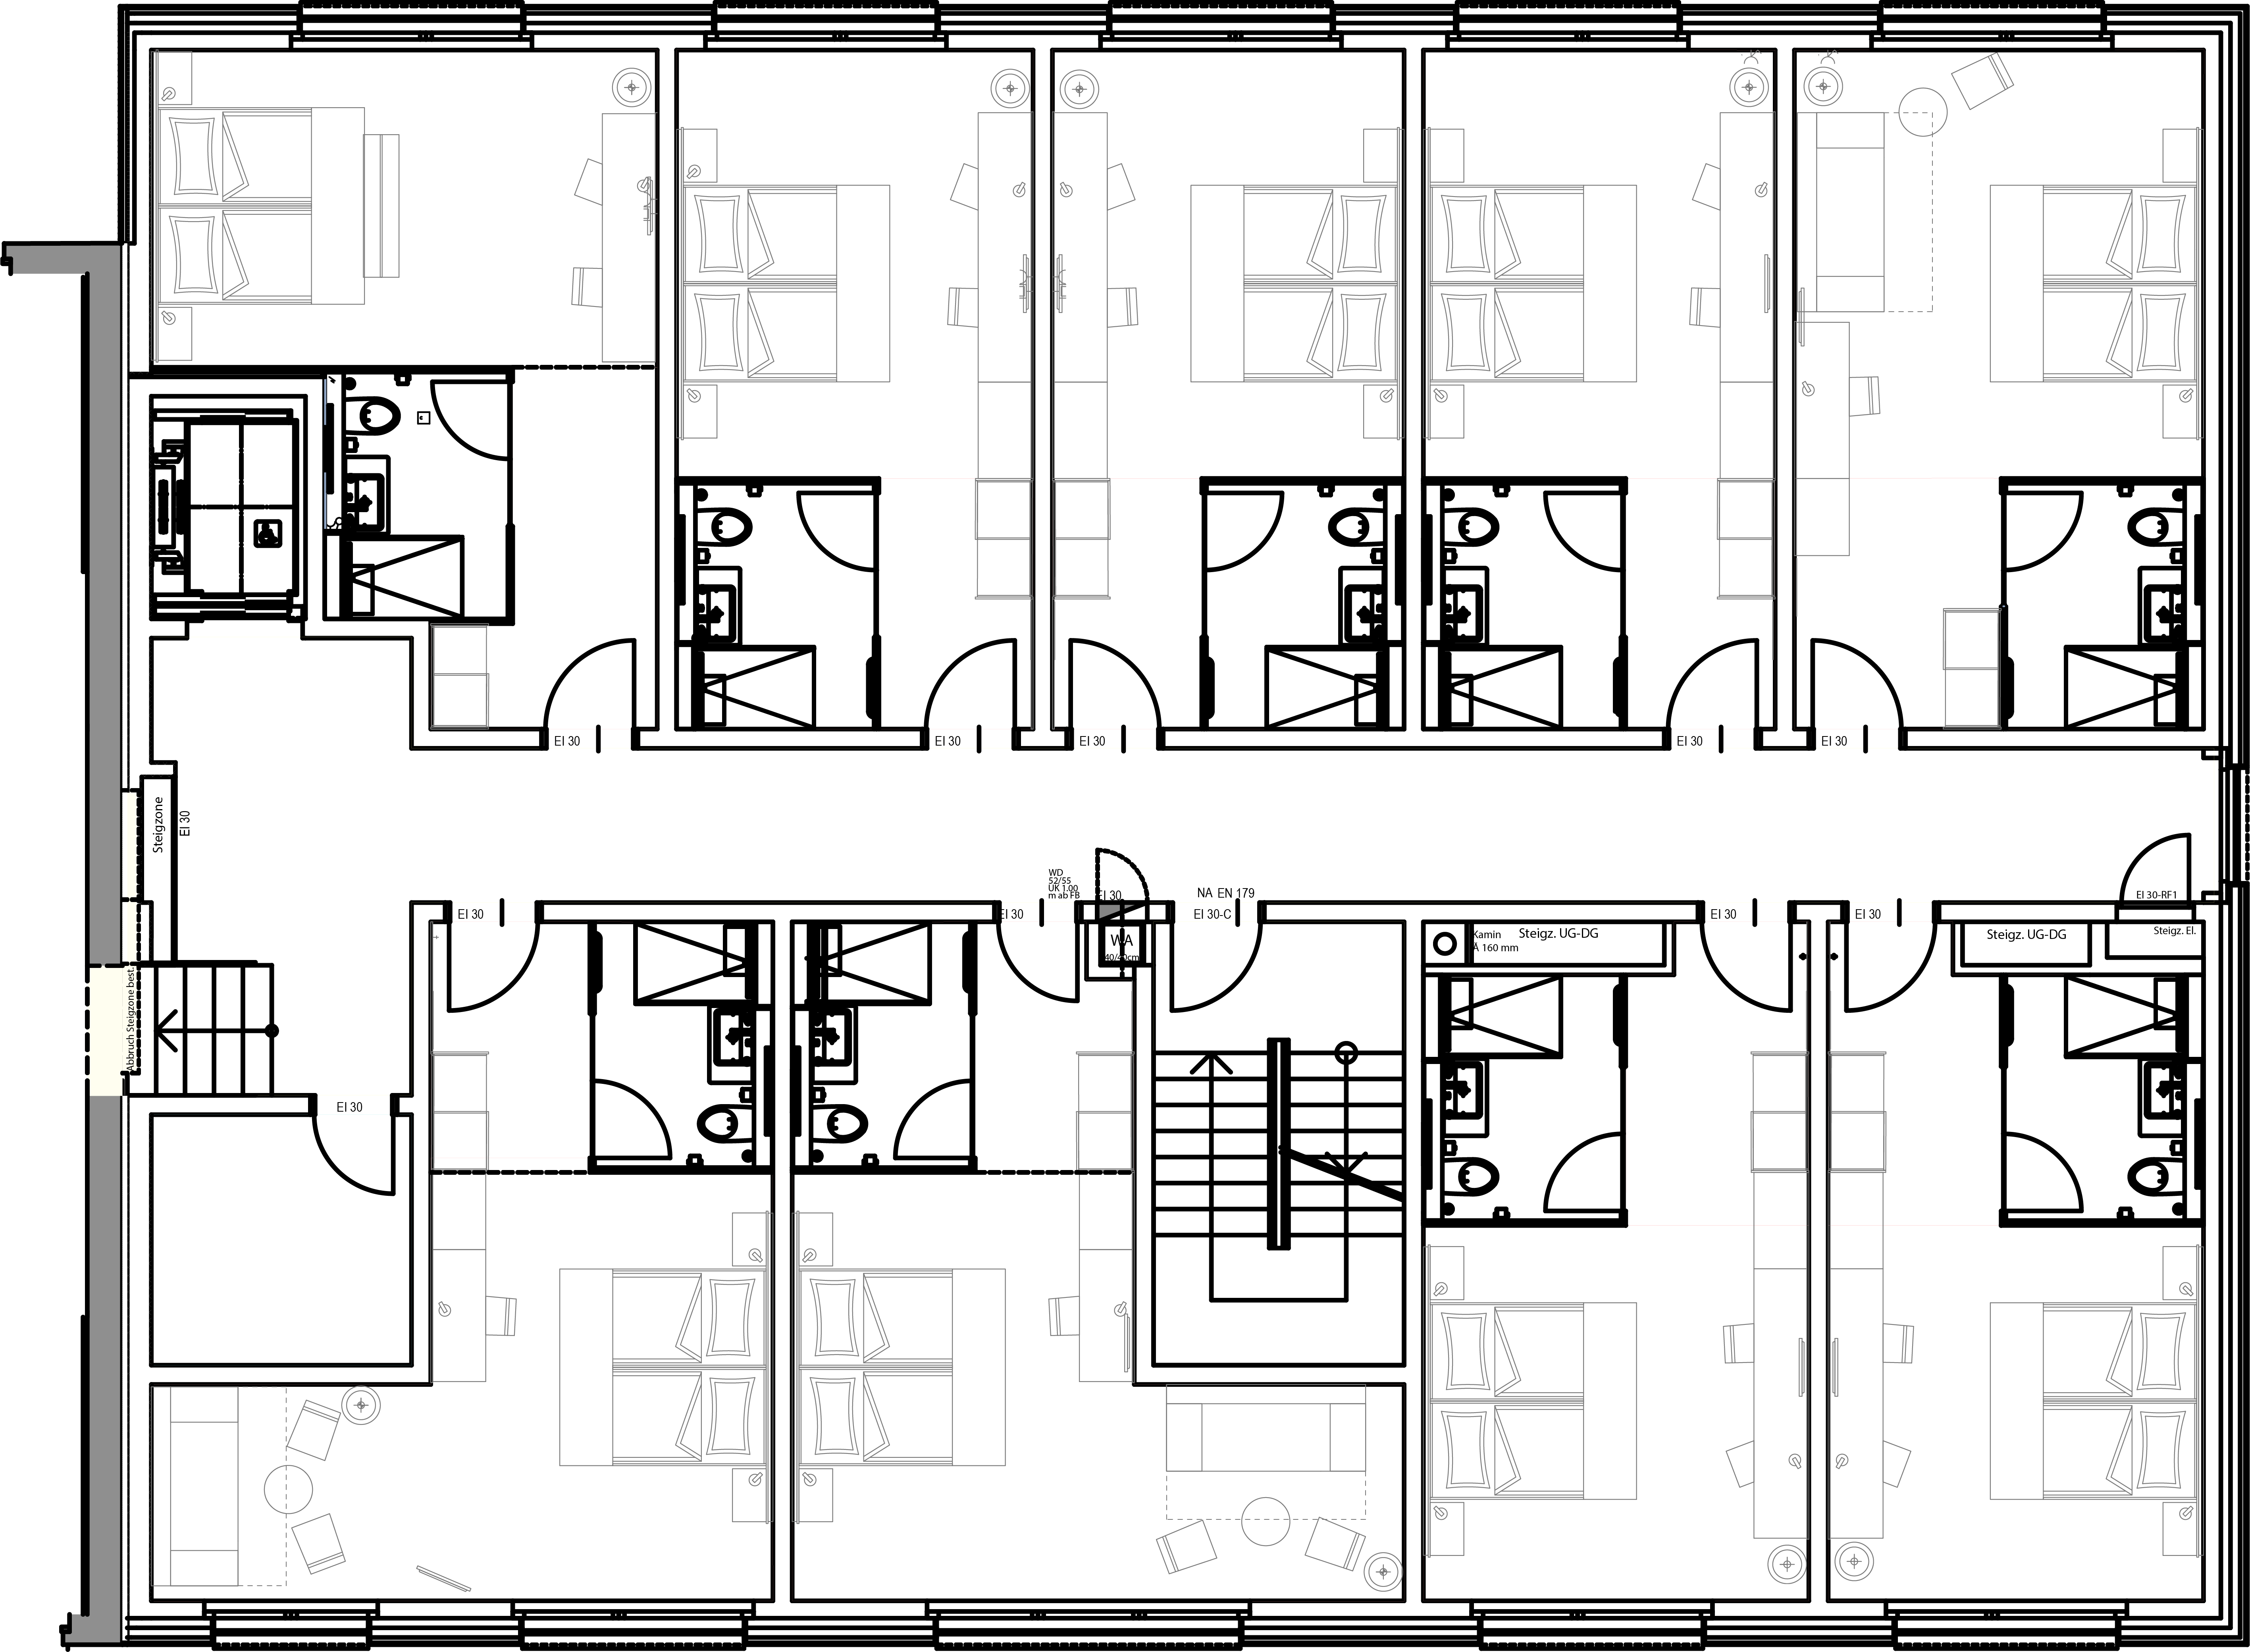 EI 30
EI 30
EI 30
EI 30
EI 30
Steigzone
EI 30
WD
52/55
UK 1.00
m ab FB
EI 30
NA EN 179
EI 30-RF1
EI 30
EI 30
EI 30-C
EI 30
EI 30
WA
40/40cm
Kamin
Å 160 mm
Steigz. UG-DG
Steigz. UG-DG
Steigz. El.
Abbruch Steigzone best.
EI 30